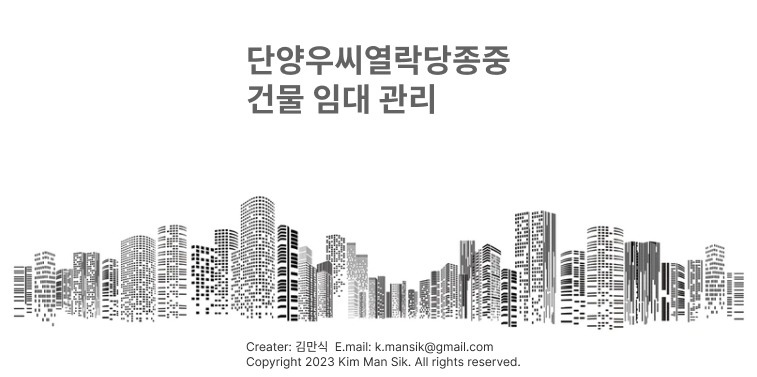 단양우씨열락당종중
건물 임대 관리
Creater: 김만식  E.mail: k.mansik@gmail.com
Copyright 2023 Kim Man Sik. All rights reserved.